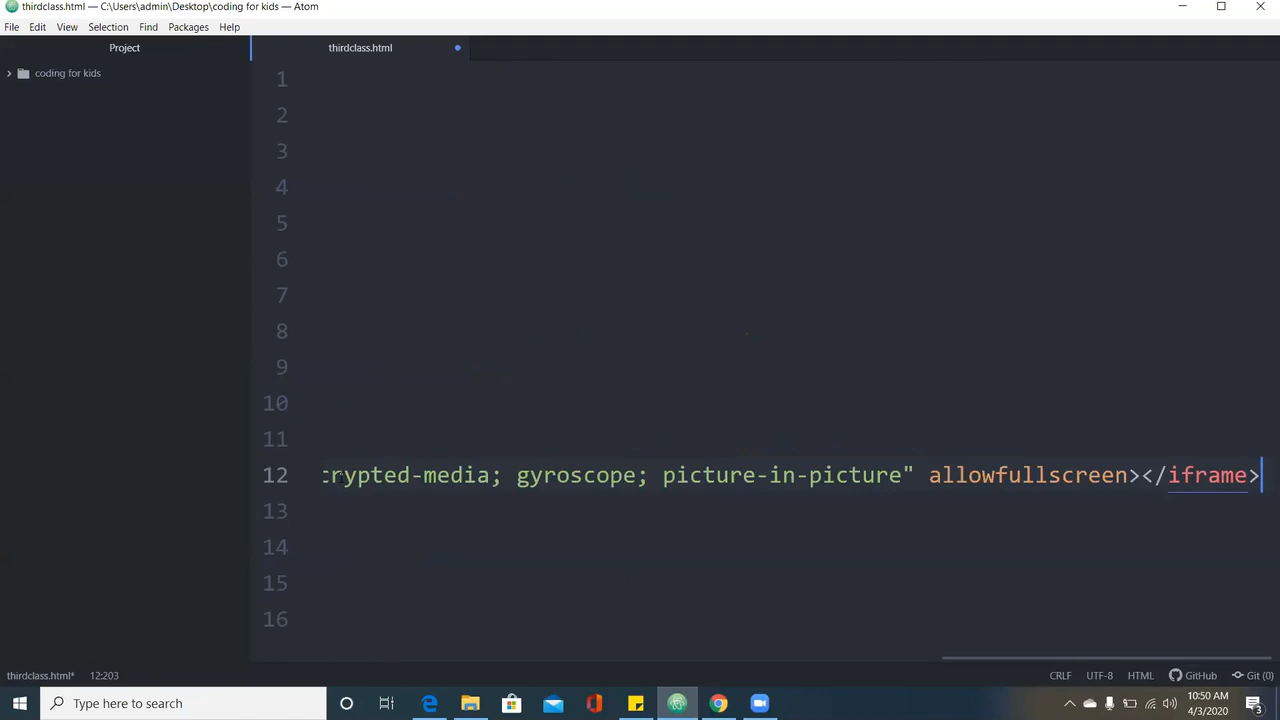 thirdclass.html — C:\Users\admin\Desktop\coding for kids — Atom
File Edit View Selection Find Packages Help
Project
thirdclass.html
coding for kids
1
2
3
4
5
6
7
8
9
10
11
12 crypted-media; gyroscope; picture-in-picture" allowfullscreen></iframe>
13
14
15
16
thirdclass.html* 12:203 CRLF UTF-8 HTML GitHub Git (0)
Type here to search
10:50 AM
4/3/2020
3